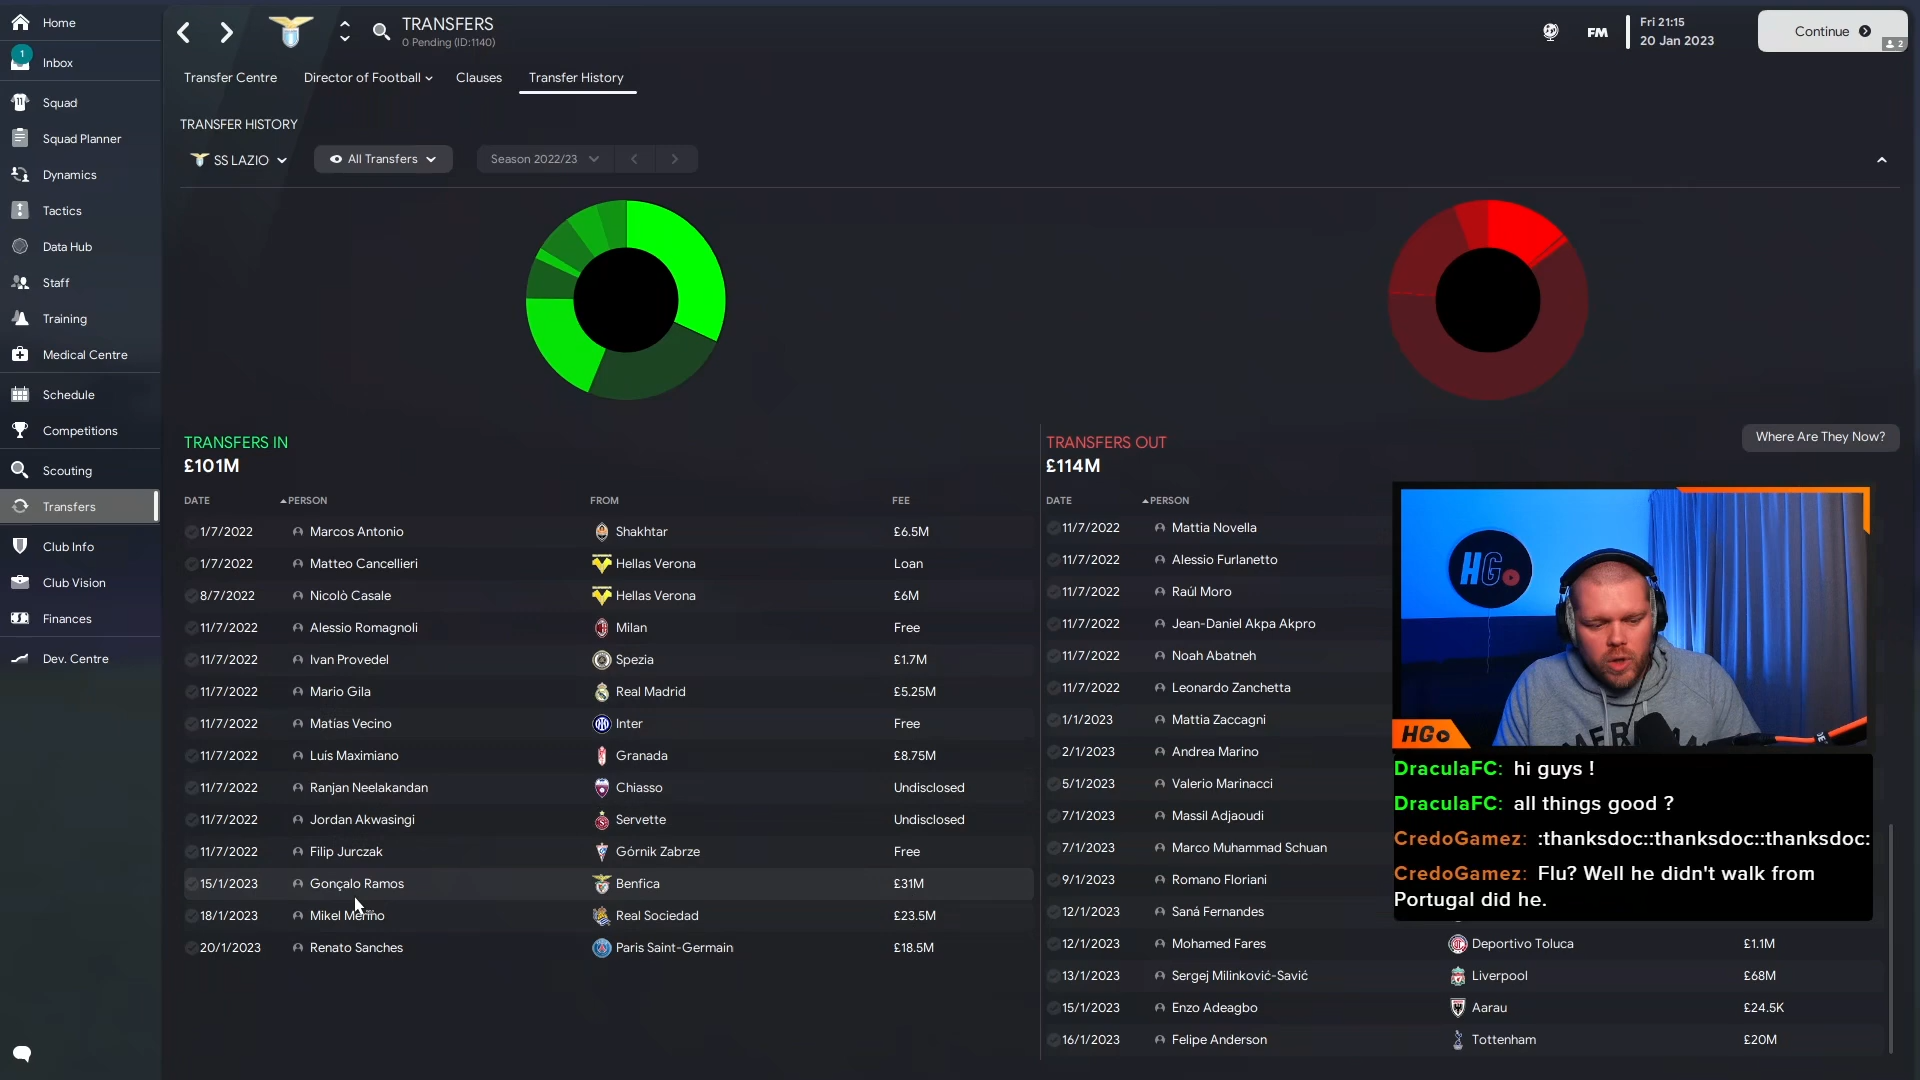 Home
Inbox
1
Squad
Squad Planner
Dynamics
Tactics
Data Hub
Staff
Training
Medical Centre
Schedule
Competitions
Scouting
Transfers
Club Info
Club Vision
Finances
Dev. Centre
TRANSFERS
0 Pending (ID:1140)
FM
Fri 21:15
20 Jan 2023
Continue
2
Transfer Centre Director of Football Clauses Transfer History
TRANSFER HISTORY
SS LAZIO All Transfers Season 2022/23
TRANSFERS IN
£101M
DATE PERSON FROM FEE
1/7/2022 Marcos Antonio Shakhtar £6.5M
1/7/2022 Matteo Cancellieri Hellas Verona Loan
8/7/2022 Nicolò Casale Hellas Verona £6M
11/7/2022 Alessio Romagnoli Milan Free
11/7/2022 Ivan Provedel Spezia £1.7M
11/7/2022 Mario Gila Real Madrid £5.25M
11/7/2022 Matías Vecino Inter Free
11/7/2022 Luís Maximiano Granada £8.75M
11/7/2022 Ranjan Neelakandan Chiasso Undisclosed
11/7/2022 Jordan Akwasingi Servette Undisclosed
11/7/2022 Filip Jurczak Górnik Zabrze Free
15/1/2023 Gonçalo Ramos Benfica £31M
18/1/2023 Mikel Merino Real Sociedad £23.5M
20/1/2023 Renato Sanches Paris Saint-Germain £18.5M
TRANSFERS OUT
£114M
Where Are They Now?
DATE PERSON
11/7/2022 Mattia Novella
11/7/2022 Alessio Furlanetto
11/7/2022 Raúl Moro
11/7/2022 Jean-Daniel Akpa Akpro
11/7/2022 Noah Abatneh
11/7/2022 Leonardo Zanchetta
1/1/2023 Mattia Zaccagni
2/1/2023 Andrea Marino
5/1/2023 Valerio Marinacci
7/1/2023 Massil Adjaoudi
7/1/2023 Marco Muhammad Schuan
9/1/2023 Romano Floriani
12/1/2023 Saná Fernandes
12/1/2023 Mohamed Fares Deportivo Toluca £1.1M
13/1/2023 Sergej Milinković-Savić Liverpool £68M
15/1/2023 Enzo Adeagbo Aarau £24.5K
16/1/2023 Felipe Anderson Tottenham £20M
HG
HG
DraculaFC: hi guys !
DraculaFC: all things good ?
CredoGamez: :thanksdoc::thanksdoc::thanksdoc:
CredoGamez: Flu? Well he didn't walk from
Portugal did he.